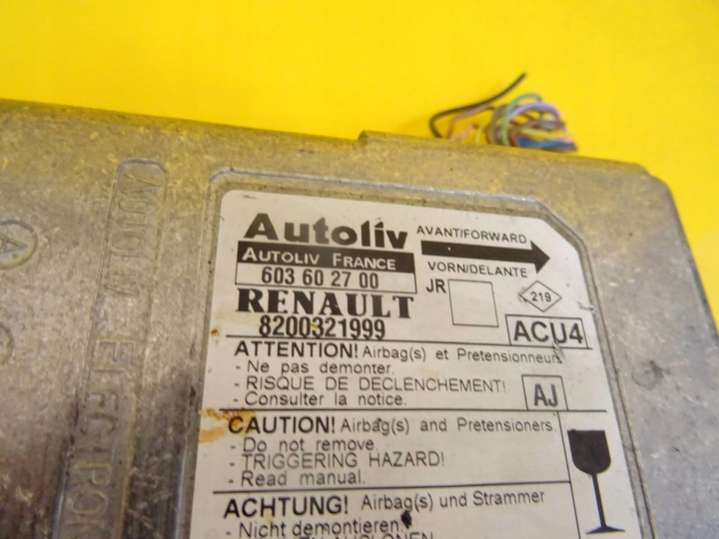 Autoliv
AVANT/FORWARD
AUTOLIV FRANCE
VORN/DELANTE
603 60 27 00
JR
219
RENAULT
8200321999
ACU4
ATTENTION! Airbag(s) et Pretensionneurs
- Ne pas demonter.
- RISQUE DE DECLENCHEMENT!
- Consulter la notice.
AJ
CAUTION! Airbag(s) and Pretensioners
- Do not remove.
- TRIGGERING HAZARD!
- Read manual.
ACHTUNG! Airbag(s) und Strammer
- Nicht demontieren.